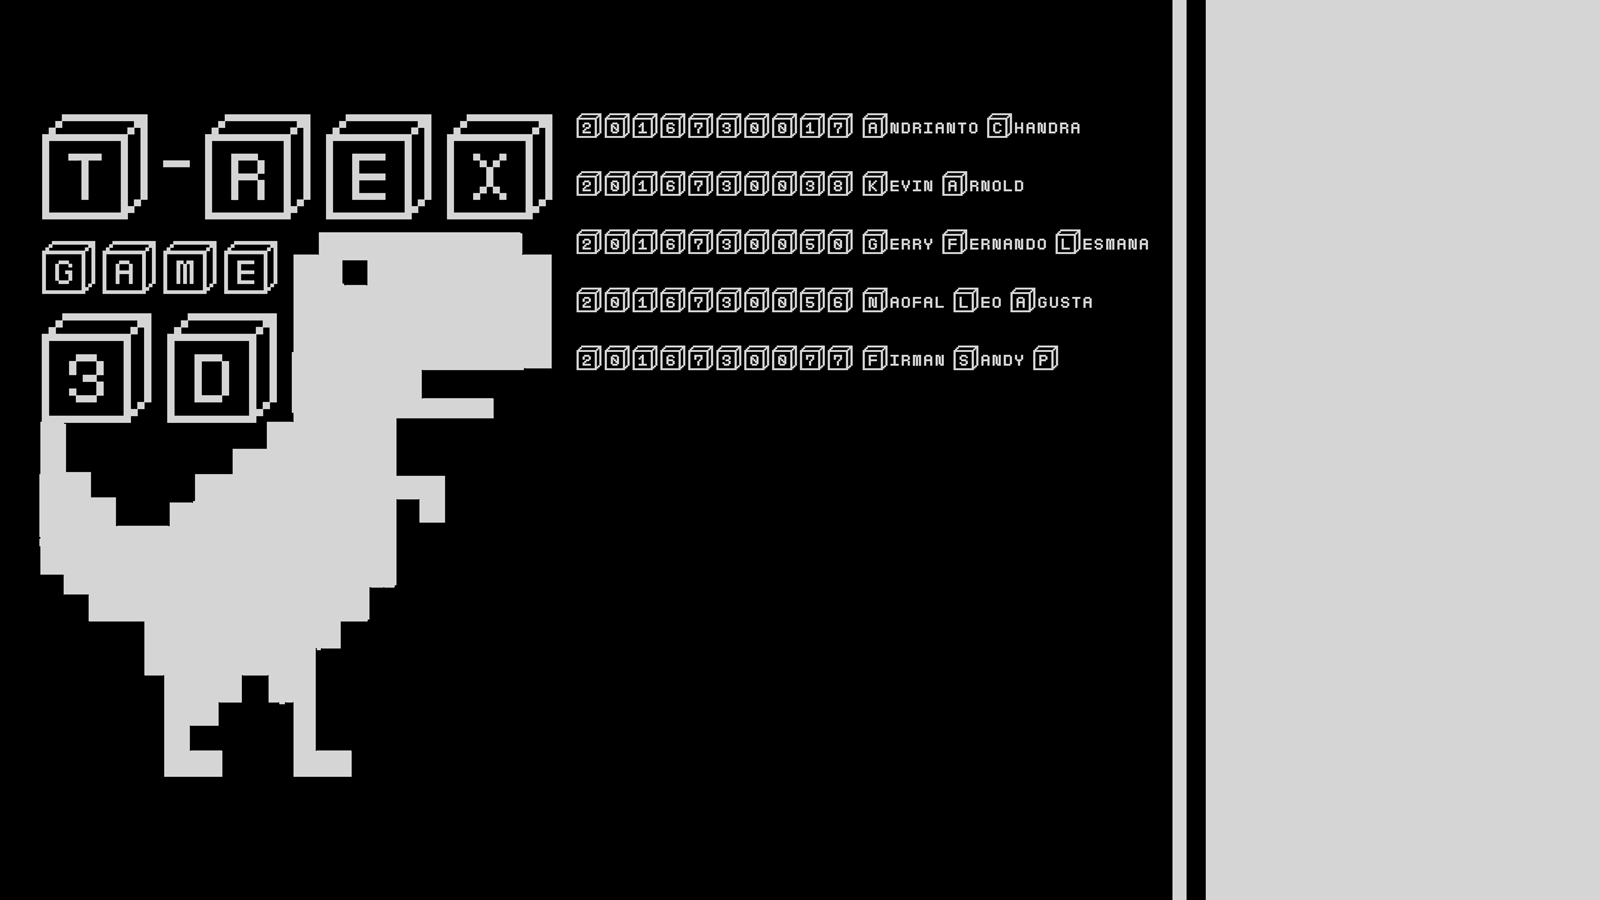 T-REX
GAME
3D
2016730017 Andrianto Chandra
2016730038 Kevin Arnold
2016730050 Gerry Fernando Lesmana
2016730056 Naofal Leo Agusta
2016730077 Firman Sandy P